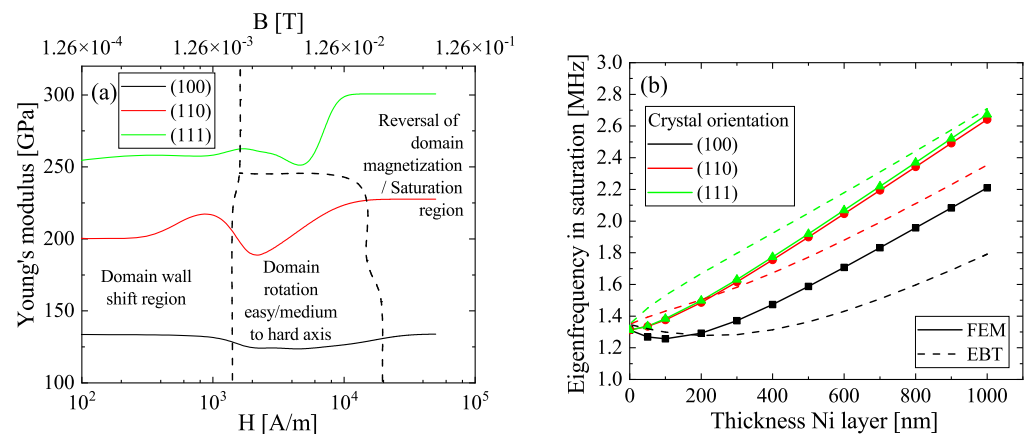 B [T]
1.26×10⁻⁴ 1.26×10⁻³ 1.26×10⁻² 1.26×10⁻¹
(a)
(100)
(110)
(111)
Young's modulus [GPa]
300
250
200
150
100
Reversal of
domain
magnetization
/ Saturation
region
Domain wall
shift region
Domain
rotation
easy/medium
to hard axis
10² 10³ 10⁴ 10⁵
H [A/m]
(b)
Eigenfrequency in saturation [MHz]
3.0
2.8
2.6
2.4
2.2
2.0
1.8
1.6
1.4
1.2
1.0
Crystal orientation
(100)
(110)
(111)
FEM
EBT
0 200 400 600 800 1000
Thickness Ni layer [nm]